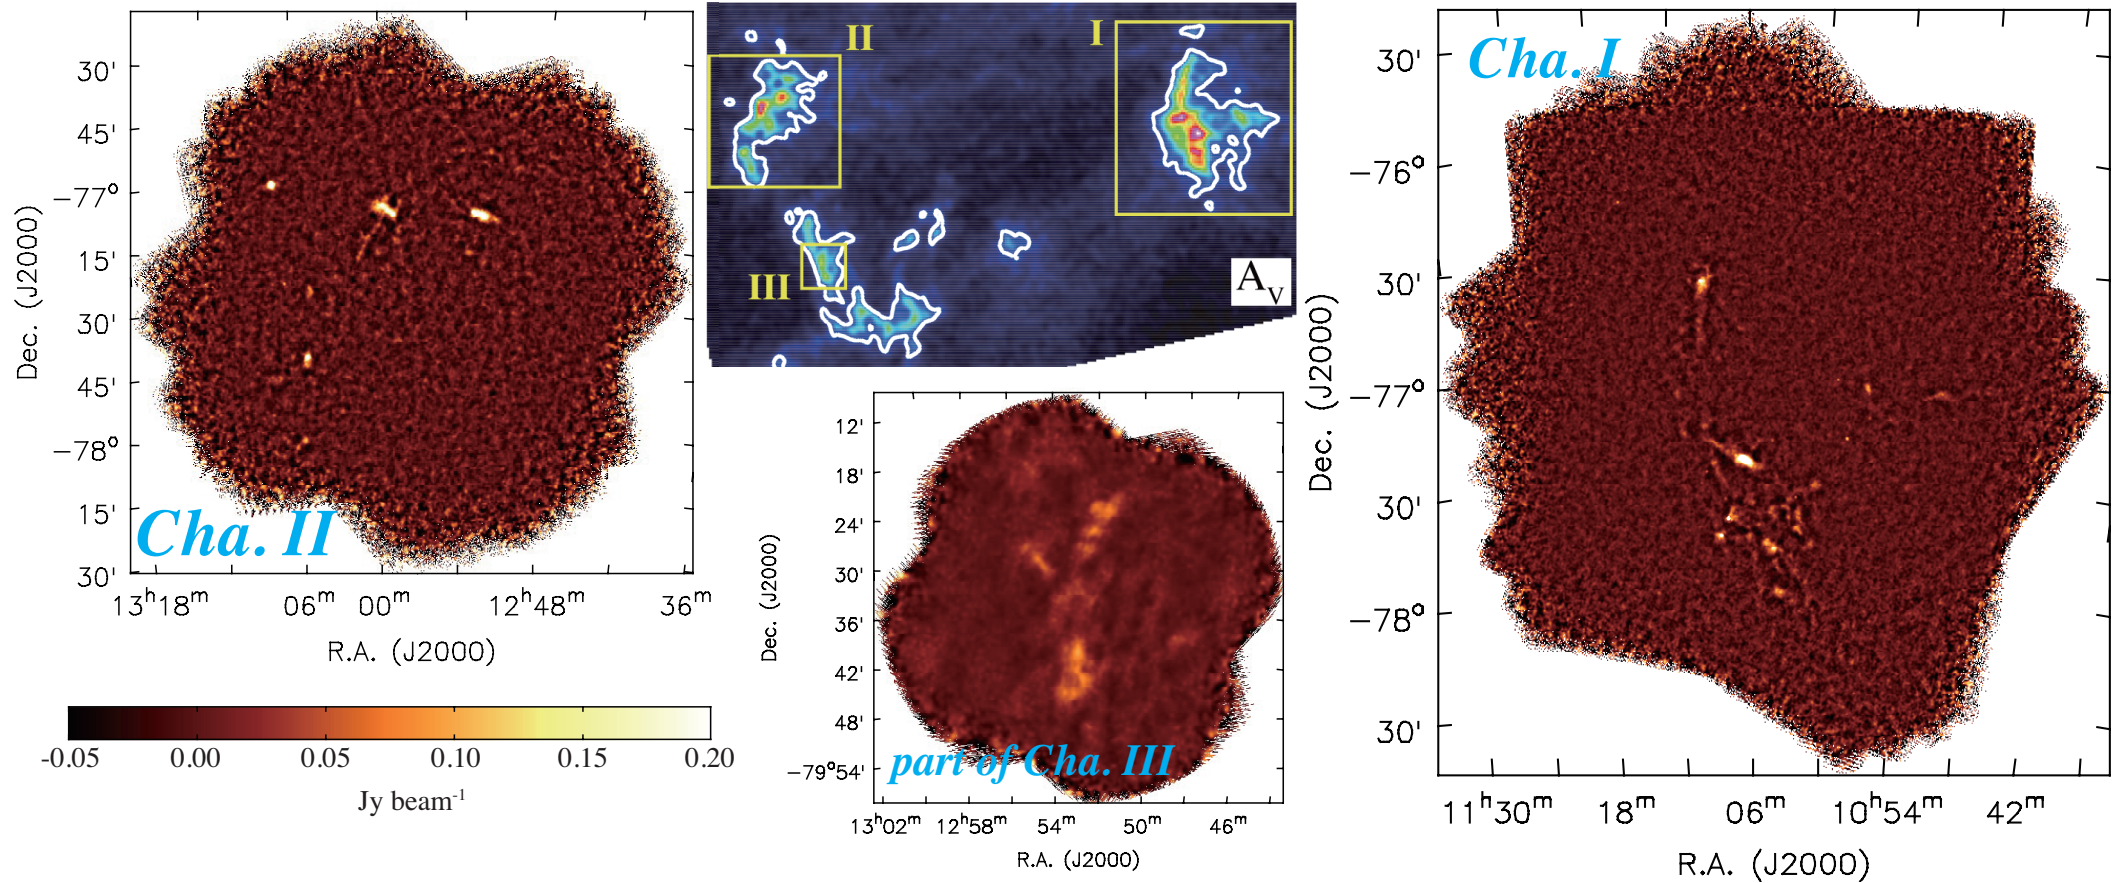 30'
45'
-77°
15'
30'
45'
-78°
15'
30'
Dec. (J2000)
Cha. II
13ʰ18ᵐ 06ᵐ 00ᵐ 12ʰ48ᵐ 36ᵐ
R.A. (J2000)
-0.05 0.00 0.05 0.10 0.15 0.20
Jy beam⁻¹
II
I
III
Aᵥ
12'
18'
24'
30'
36'
42'
48'
-79°54'
Dec. (J2000)
part of Cha. III
13ʰ02ᵐ 12ʰ58ᵐ 54ᵐ 50ᵐ 46ᵐ
R.A. (J2000)
Cha. I
30'
-76°
30'
-77°
30'
-78°
30'
Dec. (J2000)
11ʰ30ᵐ 18ᵐ 06ᵐ 10ʰ54ᵐ 42ᵐ
R.A. (J2000)